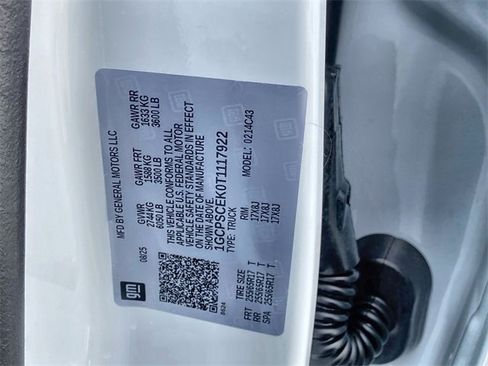 MFD BY GENERAL MOTORS LLC
08/25
GVWR
2744 KG
6050 LB
GAWR FRT
1588 KG
3500 LB
GAWR RR
1633 KG
3600 LB
THIS VEHICLE CONFORMS TO ALL
APPLICABLE U.S. FEDERAL MOTOR
VEHICLE SAFETY STANDARDS IN EFFECT
ON THE DATE OF MANUFACTURE
SHOWN ABOVE.
1GCPSCEK0T1117922
TYPE: TRUCK
MODEL: 0214C43
TIRE SIZE RIM
FRT 255/65R17 T 17X8J
RR 255/65R17 T 17X8J
SPA 255/65R17 T 17X8J
gm